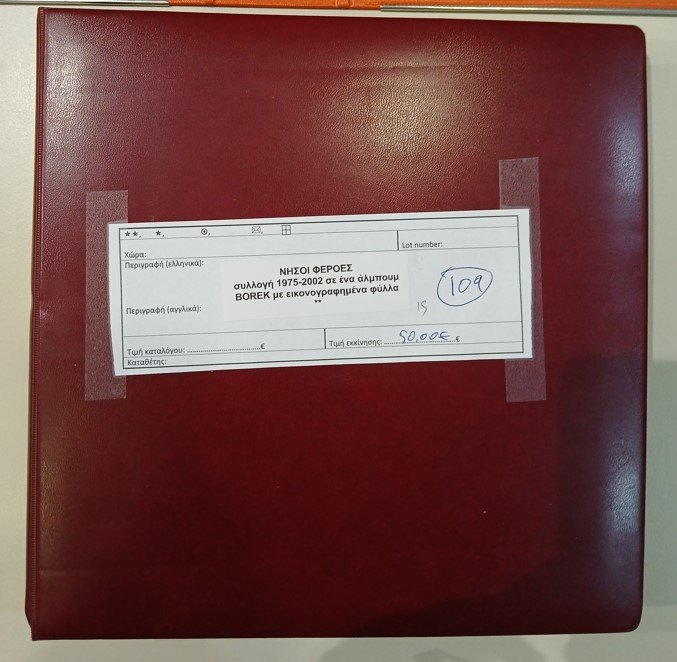 ★★, ★, ⊙, ✉, ⊞
Χώρα:
Lot number:
Περιγραφή (ελληνικά):
ΝΗΣΟΙ ΦΕΡΟΕΣ
συλλογή 1975-2002 σε ένα άλμπουμ
BOREK με εικονογραφημένα φύλλα
**
109
Περιγραφή (αγγλικά):
Τιμή καταλόγου: ..............................€
Τιμή εκκίνησης: ......50.00€......€
Καταθέτης: